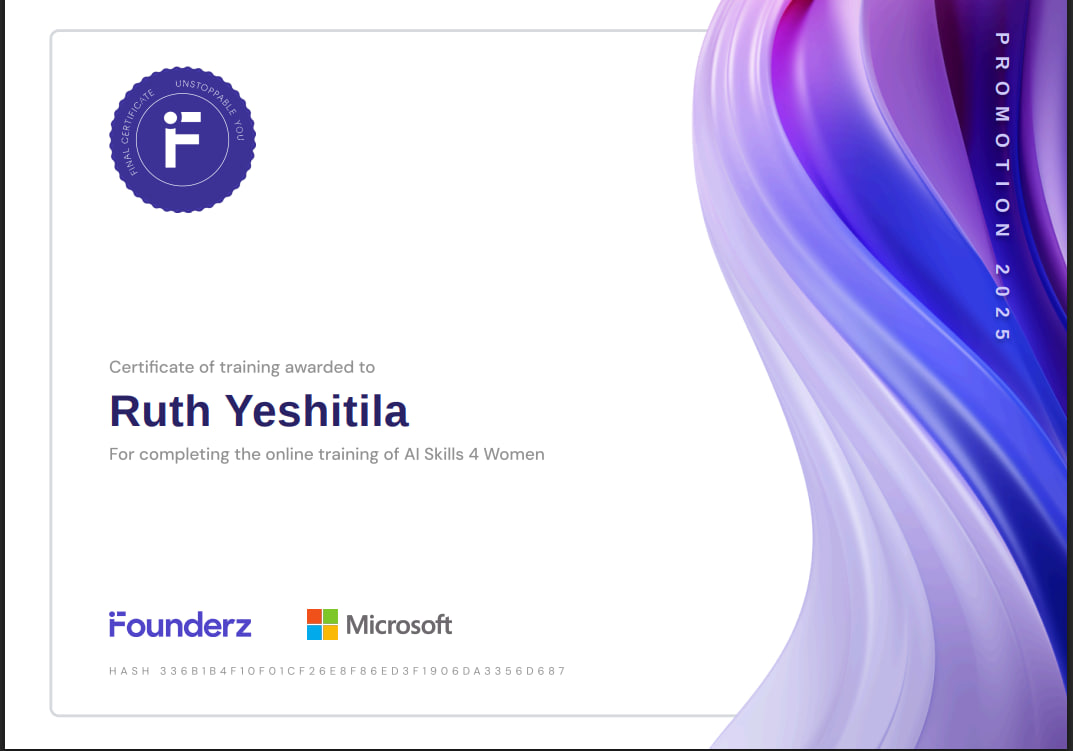 FINAL CERTIFICATE UNSTOPPABLE YOU
Certificate of training awarded to
Ruth Yeshitila
For completing the online training of AI Skills 4 Women
Founderz Microsoft
HASH 336B1B4F10F01CF26E8F86ED3F1906DA3356D687
PROMOTION 2025